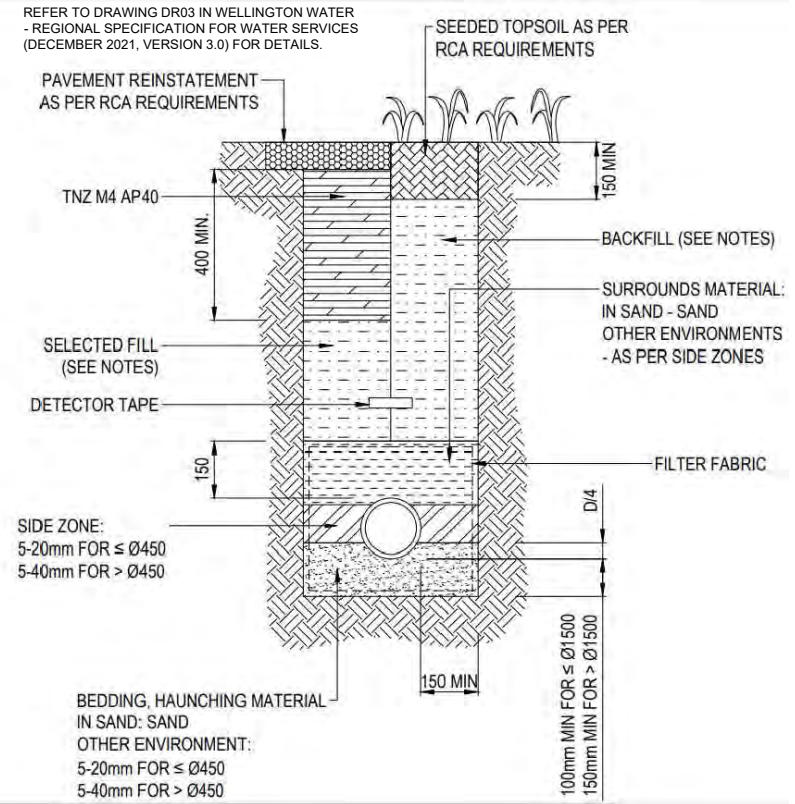 REFER TO DRAWING DR03 IN WELLINGTON WATER
- REGIONAL SPECIFICATION FOR WATER SERVICES
(DECEMBER 2021, VERSION 3.0) FOR DETAILS.
SEEDED TOPSOIL AS PER
RCA REQUIREMENTS
PAVEMENT REINSTATEMENT
AS PER RCA REQUIREMENTS
150 MIN
TNZ M4 AP40
400 MIN.
BACKFILL (SEE NOTES)
SURROUNDS MATERIAL:
IN SAND - SAND
OTHER ENVIRONMENTS
- AS PER SIDE ZONES
SELECTED FILL
(SEE NOTES)
DETECTOR TAPE
150
FILTER FABRIC
D/4
SIDE ZONE:
5-20mm FOR ≤ Ø450
5-40mm FOR > Ø450
150 MIN
100mm MIN FOR ≤ Ø1500
150mm MIN FOR > Ø1500
BEDDING, HAUNCHING MATERIAL
IN SAND: SAND
OTHER ENVIRONMENT:
5-20mm FOR ≤ Ø450
5-40mm FOR > Ø450